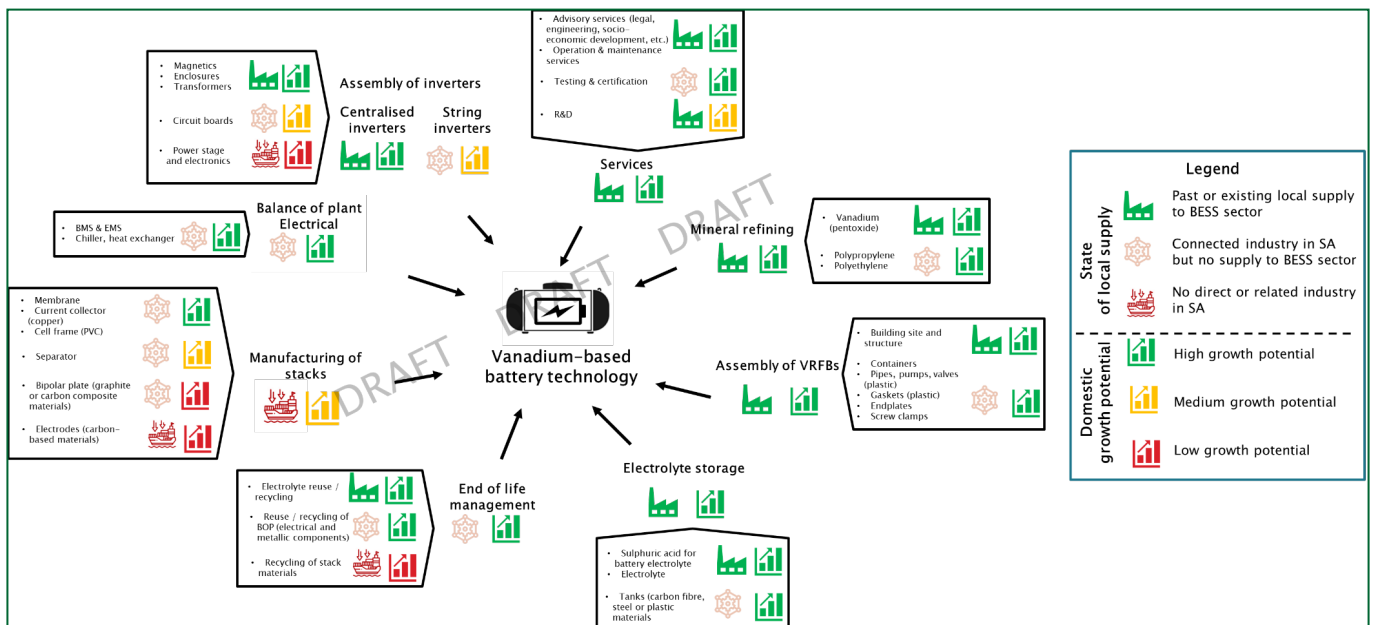 • Advisory services (legal,
engineering, socio-
economic development, etc.)
• Operation & maintenance
services
• Testing & certification
• R&D
Services
• Magnetics
• Enclosures
• Transformers
• Circuit boards
• Power stage
and electronics
Assembly of inverters
Centralised
inverters
String
inverters
• BMS & EMS
• Chiller, heat exchanger
Balance of plant
Electrical
Mineral refining
• Vanadium
(pentoxide)
• Polypropylene
• Polyethylene
• Membrane
• Current collector
(copper)
• Cell frame (PVC)
• Separator
• Bipolar plate (graphite
or carbon composite
materials)
• Electrodes (carbon-
based materials)
Manufacturing of
stacks
Vanadium-based
battery technology
DRAFT DRAFT DRAFT
Assembly of VRFBs
• Building site and
structure
• Containers
• Pipes, pumps, valves
(plastic)
• Gaskets (plastic)
• Endplates
• Screw clamps
• Electrolyte reuse /
recycling
• Reuse / recycling of
BOP (electrical and
metallic components)
• Recycling of stack
materials
End of life
management
Electrolyte storage
• Sulphuric acid for
battery electrolyte
• Electrolyte
• Tanks (carbon fibre,
steel or plastic
materials
Legend
State
of local supply
Past or existing local supply
to BESS sector
Connected industry in SA
but no supply to BESS sector
No direct or related industry
in SA
Domestic
growth potential
High growth potential
Medium growth potential
Low growth potential